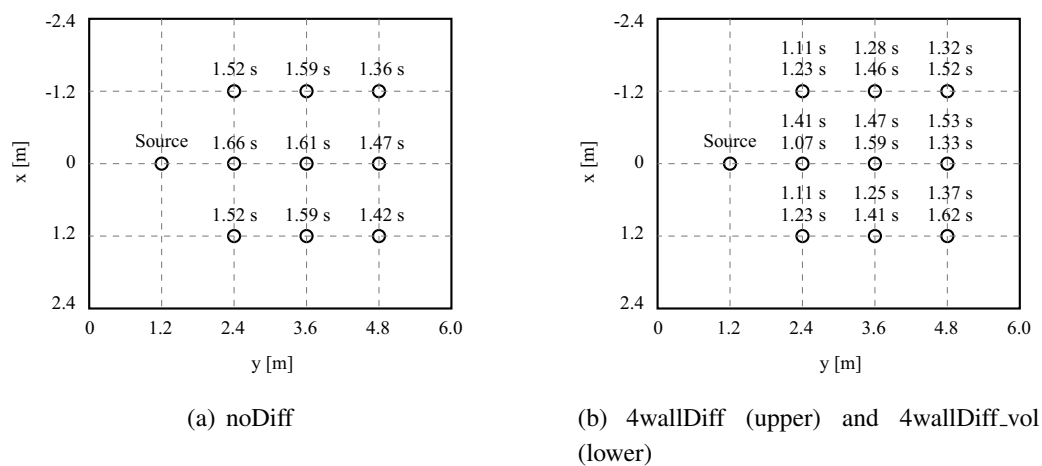 -2.4
1.52 s 1.59 s 1.36 s
-1.2
Source 1.66 s 1.61 s 1.47 s
0
1.52 s 1.59 s 1.42 s
1.2
2.4
0 1.2 2.4 3.6 4.8 6.0
x [m]
y [m]
(a) noDiff
-2.4
1.11 s 1.28 s 1.32 s
1.23 s 1.46 s 1.52 s
-1.2
1.41 s 1.47 s 1.53 s
Source 1.07 s 1.59 s 1.33 s
0
1.11 s 1.25 s 1.37 s
1.23 s 1.41 s 1.62 s
1.2
2.4
0 1.2 2.4 3.6 4.8 6.0
x [m]
y [m]
(b) 4wallDiff (upper) and 4wallDiff_vol
(lower)